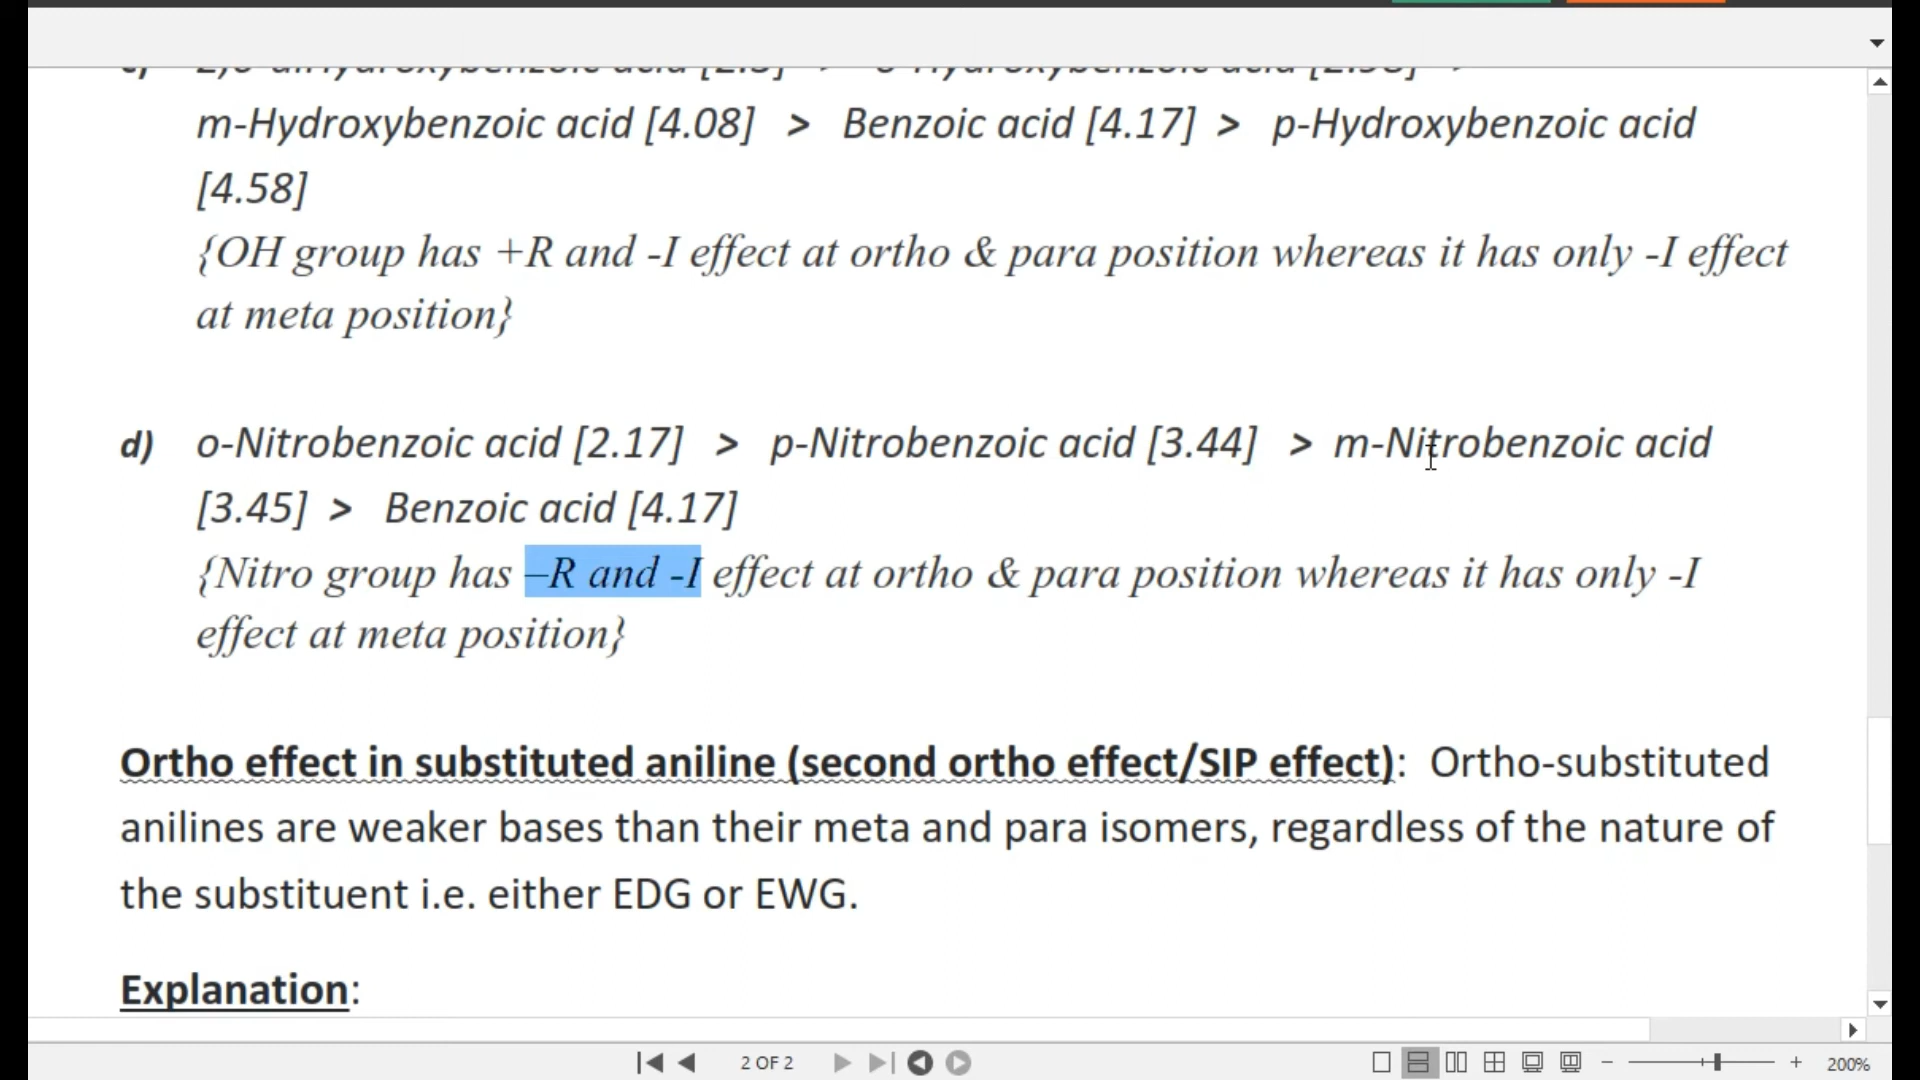 m-Hydroxybenzoic acid [4.08] > Benzoic acid [4.17] > p-Hydroxybenzoic acid
[4.58]
{OH group has +R and -I effect at ortho & para position whereas it has only -I effect
at meta position}
d) o-Nitrobenzoic acid [2.17] > p-Nitrobenzoic acid [3.44] > m-Nitrobenzoic acid
[3.45] > Benzoic acid [4.17]
{Nitro group has –R and -I effect at ortho & para position whereas it has only -I
effect at meta position}
Ortho effect in substituted aniline (second ortho effect/SIP effect): Ortho-substituted
anilines are weaker bases than their meta and para isomers, regardless of the nature of
the substituent i.e. either EDG or EWG.
Explanation:
2 OF 2
200%